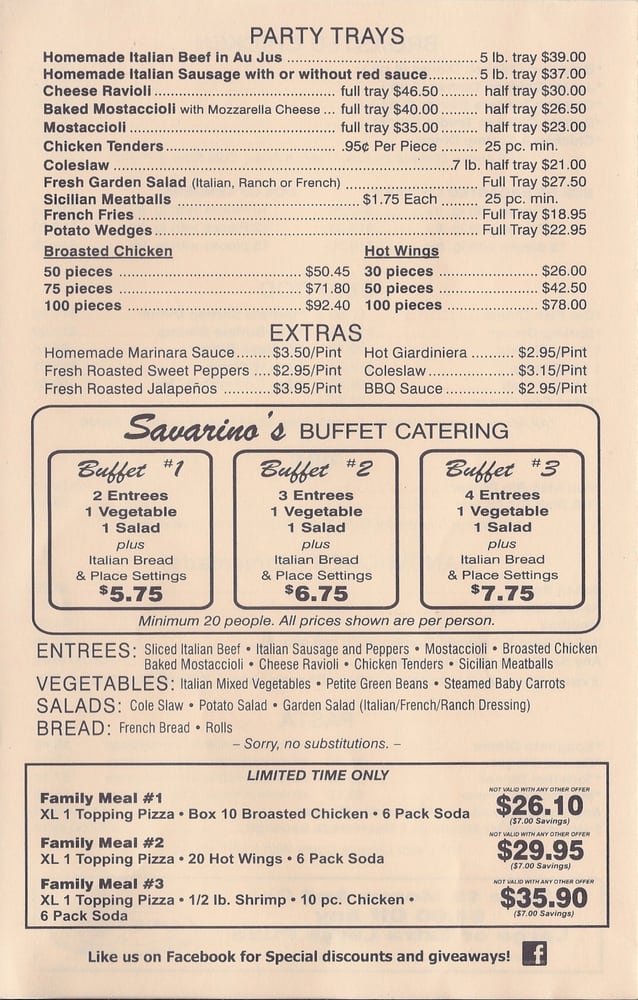 PARTY TRAYS
Homemade Italian Beef in Au Jus ........ 5 lb. tray $39.00
Homemade Italian Sausage with or without red sauce........ 5 lb. tray $37.00
Cheese Ravioli ........ full tray $46.50 ........ half tray $30.00
Baked Mostaccioli with Mozzarella Cheese ... full tray $40.00 ........ half tray $26.50
Mostaccioli ........ full tray $35.00 ........ half tray $23.00
Chicken Tenders ........ .95¢ Per Piece ........ 25 pc. min.
Coleslaw ........ 7 lb. half tray $21.00
Fresh Garden Salad (Italian, Ranch or French) ........ Full Tray $27.50
Sicilian Meatballs ........ $1.75 Each ........ 25 pc. min.
French Fries ........ Full Tray $18.95
Potato Wedges ........ Full Tray $22.95
Broasted Chicken
50 pieces ........ $50.45
75 pieces ........ $71.80
100 pieces ........ $92.40
Hot Wings
30 pieces ........ $26.00
50 pieces ........ $42.50
100 pieces ........ $78.00
EXTRAS
Homemade Marinara Sauce ........ $3.50/Pint
Fresh Roasted Sweet Peppers .... $2.95/Pint
Fresh Roasted Jalapeños ........ $3.95/Pint
Hot Giardiniera ........ $2.95/Pint
Coleslaw ........ $3.15/Pint
BBQ Sauce ........ $2.95/Pint
Savarino's BUFFET CATERING
Buffet #1
2 Entrees
1 Vegetable
1 Salad
plus
Italian Bread
& Place Settings
$5.75
Buffet #2
3 Entrees
1 Vegetable
1 Salad
plus
Italian Bread
& Place Settings
$6.75
Buffet #3
4 Entrees
1 Vegetable
1 Salad
plus
Italian Bread
& Place Settings
$7.75
Minimum 20 people. All prices shown are per person.
ENTREES: Sliced Italian Beef • Italian Sausage and Peppers • Mostaccioli • Broasted Chicken
Baked Mostaccioli • Cheese Ravioli • Chicken Tenders • Sicilian Meatballs
VEGETABLES: Italian Mixed Vegetables • Petite Green Beans • Steamed Baby Carrots
SALADS: Cole Slaw • Potato Salad • Garden Salad (Italian/French/Ranch Dressing)
BREAD: French Bread • Rolls
– Sorry, no substitutions. –
LIMITED TIME ONLY
Family Meal #1
XL 1 Topping Pizza • Box 10 Broasted Chicken • 6 Pack Soda
NOT VALID WITH ANY OTHER OFFER
$26.10
($7.00 Savings)
Family Meal #2
XL 1 Topping Pizza • 20 Hot Wings • 6 Pack Soda
NOT VALID WITH ANY OTHER OFFER
$29.95
($7.00 Savings)
Family Meal #3
XL 1 Topping Pizza • 1/2 lb. Shrimp • 10 pc. Chicken •
6 Pack Soda
NOT VALID WITH ANY OTHER OFFER
$35.90
($7.00 Savings)
Like us on Facebook for Special discounts and giveaways! f